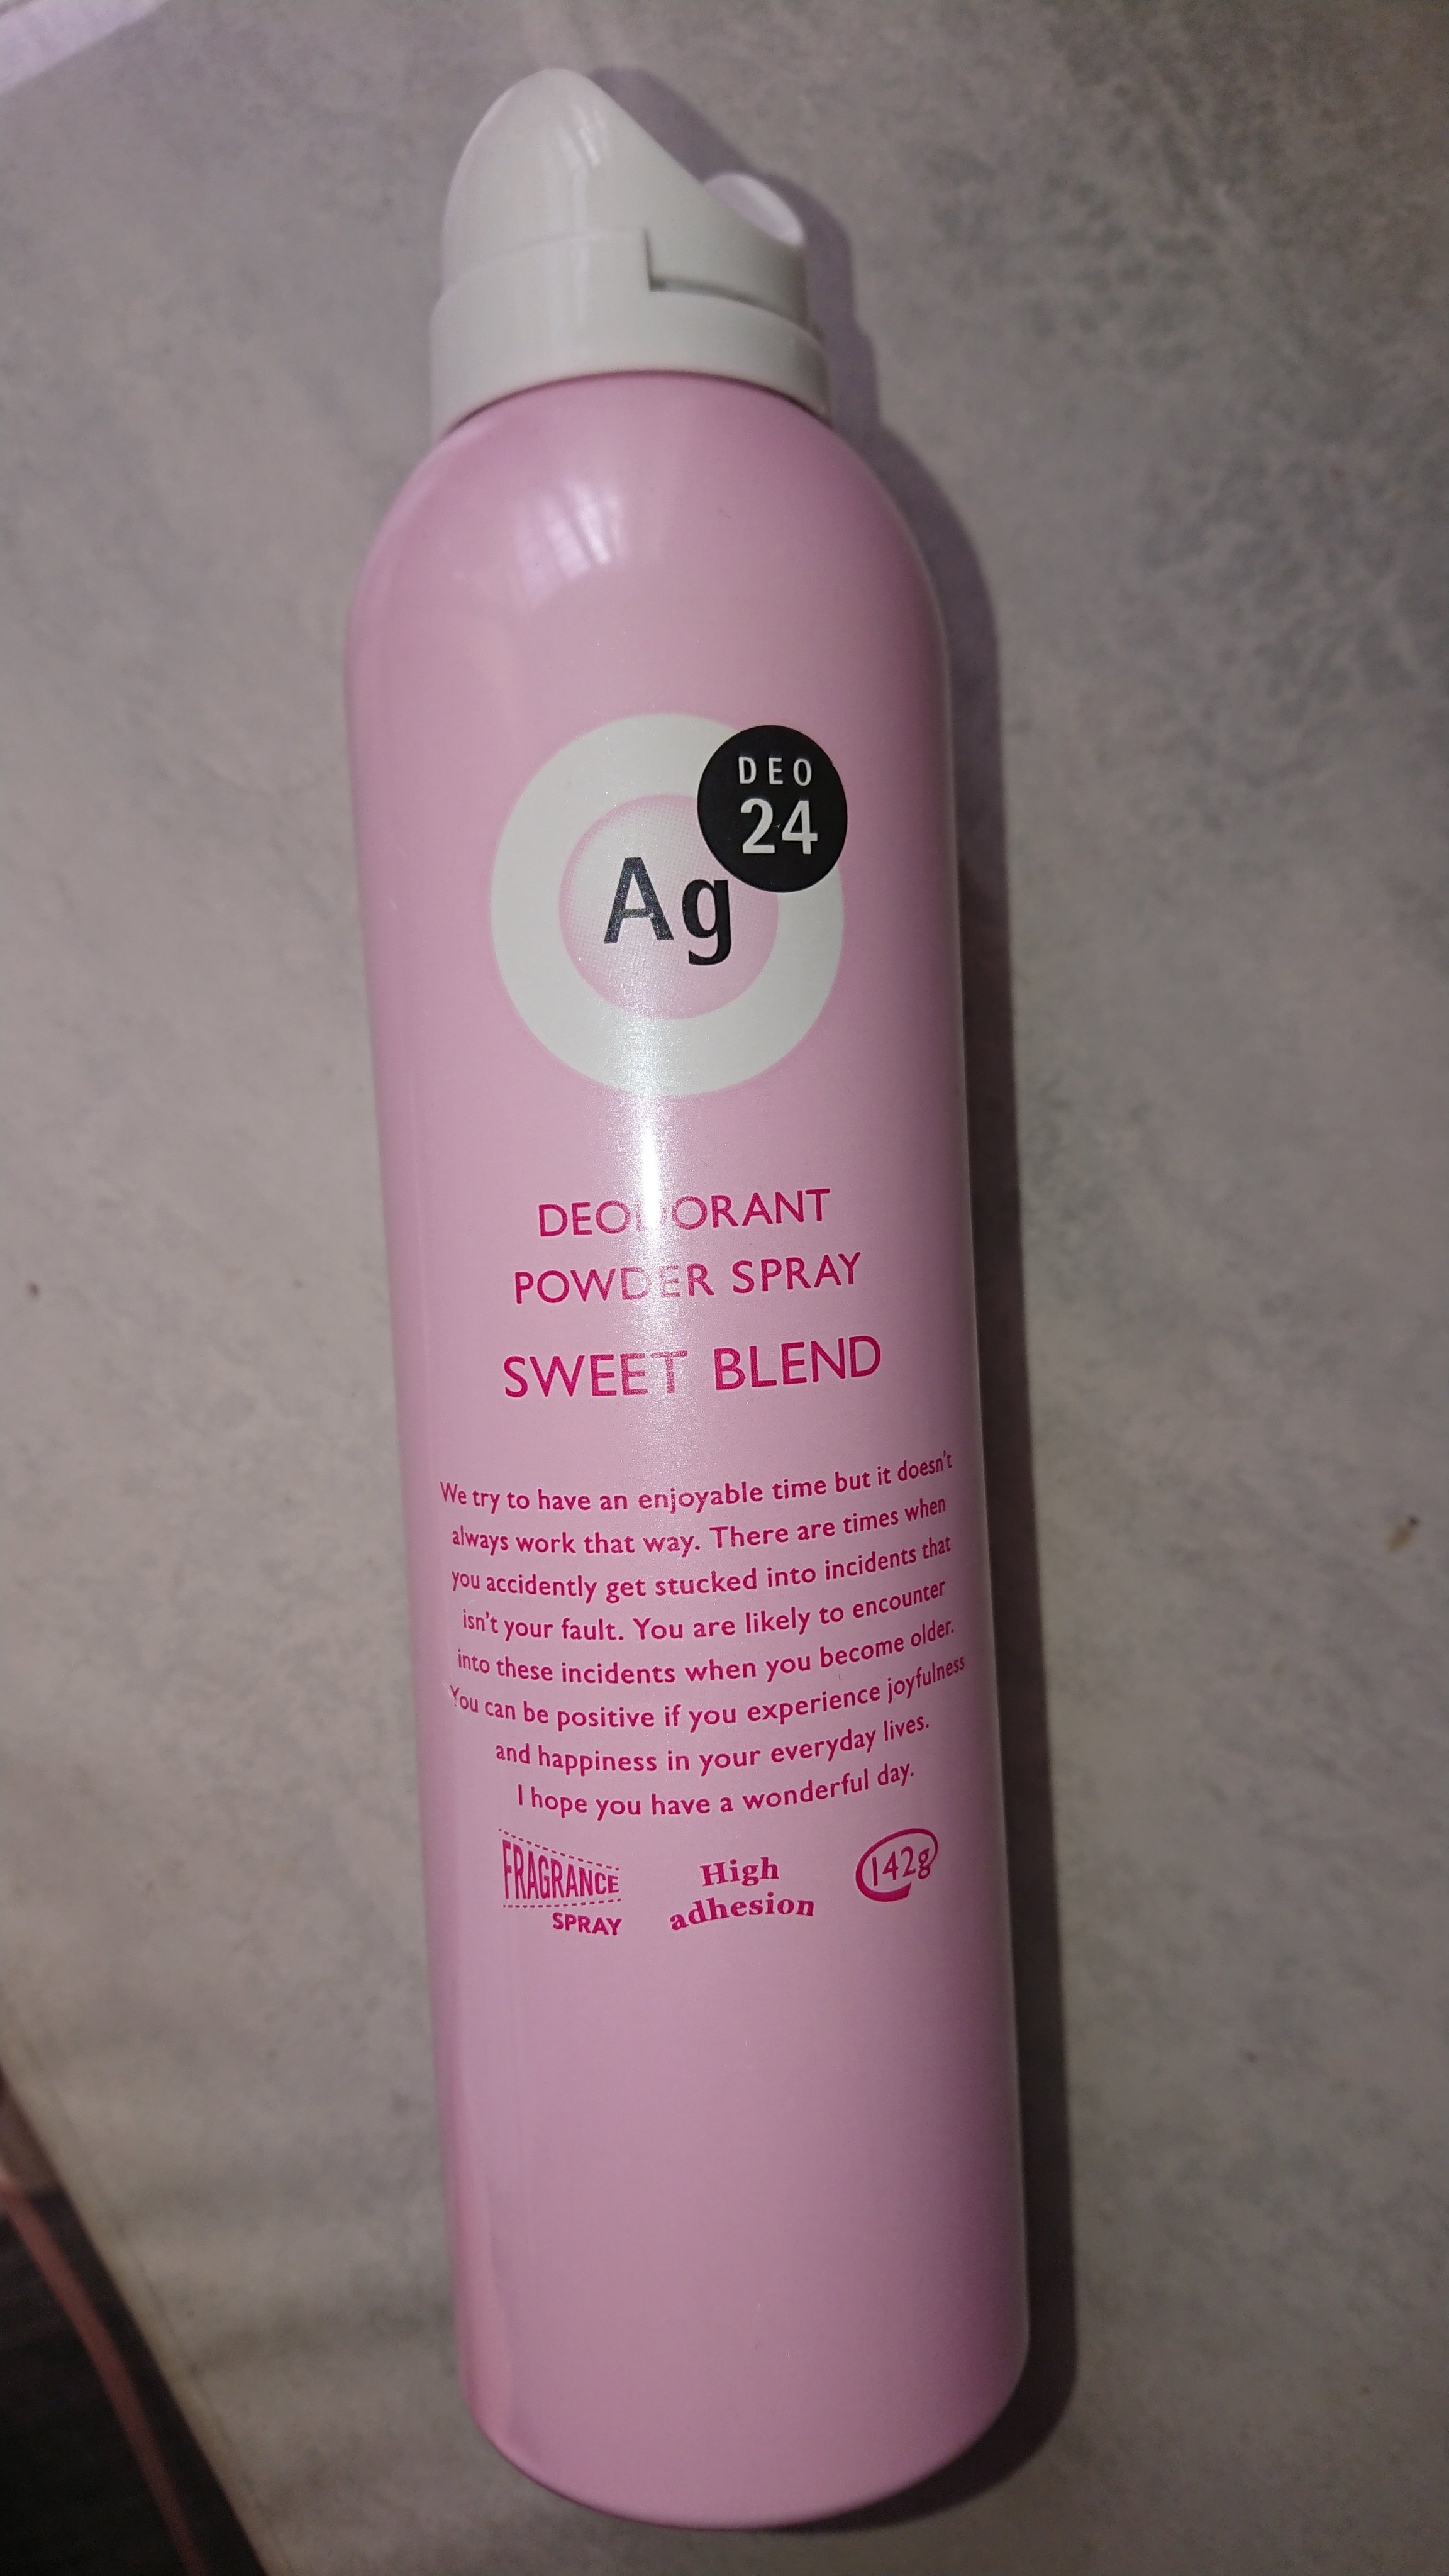 DEO
24
Ag
DEODORANT
POWDER SPRAY
SWEET BLEND
We try to have an enjoyable time but it doesn't
always work that way. There are times when
you accidently get stucked into incidents that
isn't your fault. You are likely to encounter
into these incidents when you become older.
You can be positive if you experience joyfulness
and happiness in your everyday lives.
I hope you have a wonderful day.
FRAGRANCE
SPRAY
High
adhesion
142g